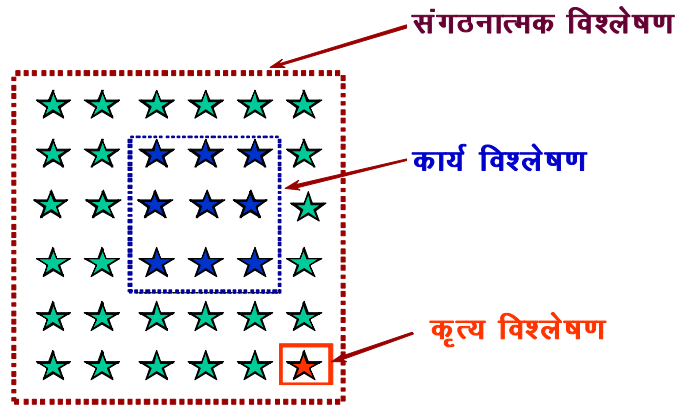 संगठनात्मक विश्लेषण
कार्य विश्लेषण
कृत्य विश्लेषण